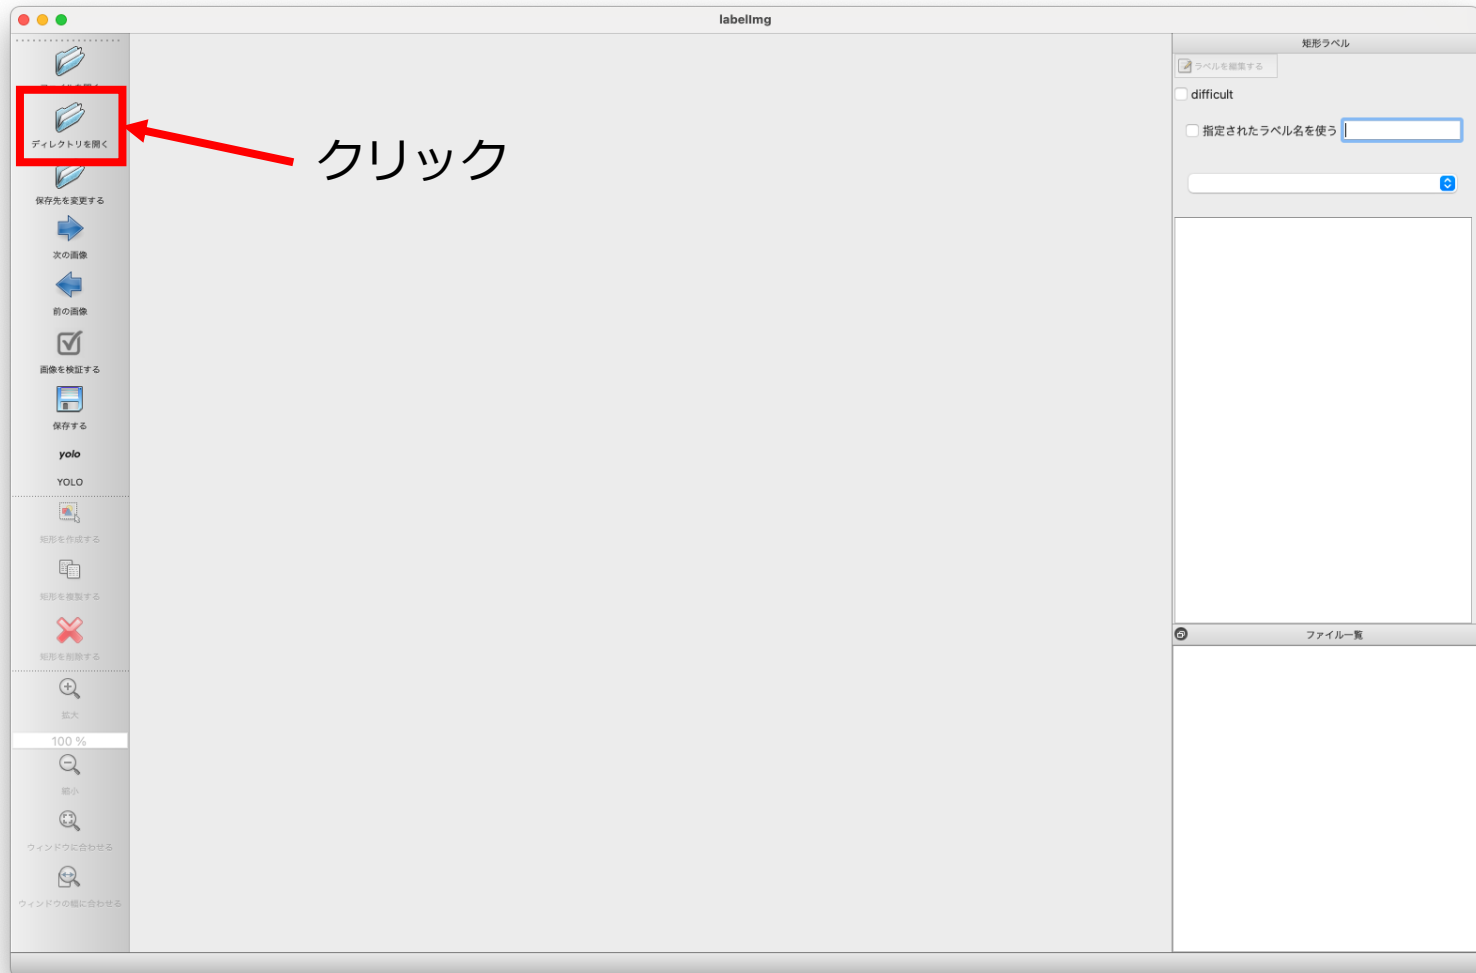 labelImg
ディレクトリを開く
保存先を変更する
次の画像
前の画像
画像を検証する
保存する
yolo
YOLO
矩形を作成する
矩形を複製する
矩形を削除する
拡大
100 %
縮小
ウィンドウに合わせる
ウィンドウの幅に合わせる
クリック
矩形ラベル
ラベルを編集する
difficult
指定されたラベル名を使う
ファイル一覧